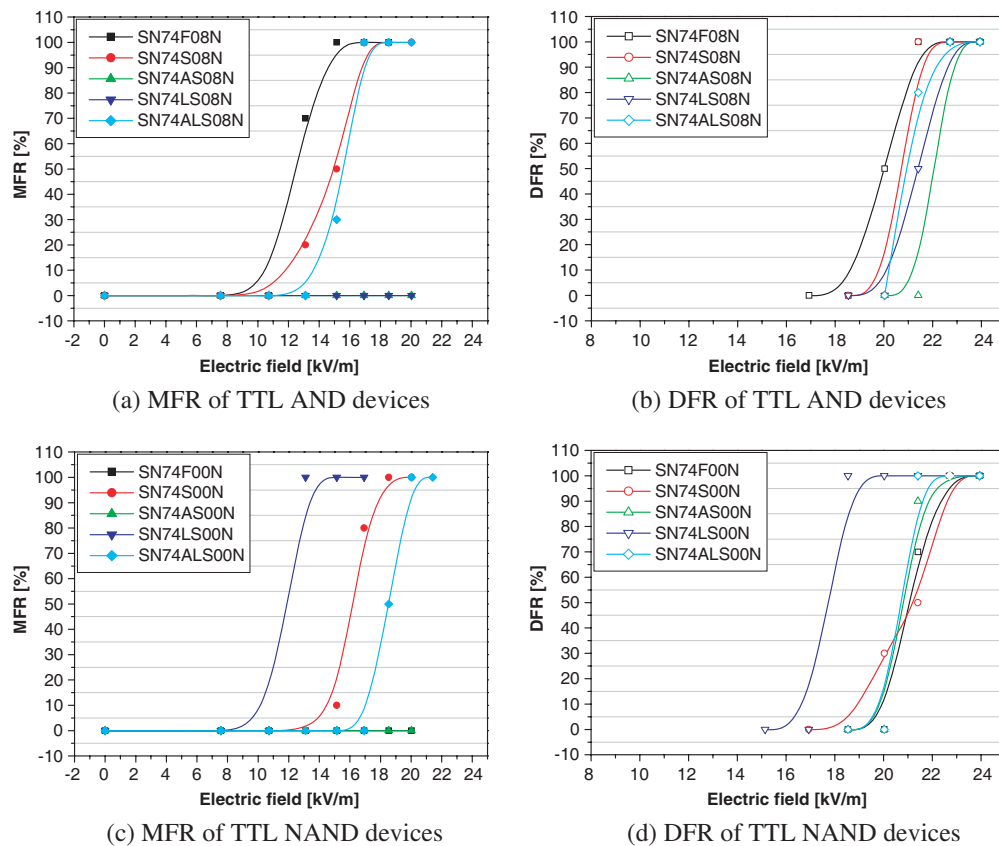 110
100
90
80
70
60
50
40
30
20
10
0
-10
MFR [%]
SN74F08N
SN74S08N
SN74AS08N
SN74LS08N
SN74ALS08N
-2 0 2 4 6 8 10 12 14 16 18 20 22 24
Electric field [kV/m]
(a) MFR of TTL AND devices
110
100
90
80
70
60
50
40
30
20
10
0
-10
DFR [%]
SN74F08N
SN74S08N
SN74AS08N
SN74LS08N
SN74ALS08N
8 10 12 14 16 18 20 22 24
Electric field [kV/m]
(b) DFR of TTL AND devices
110
100
90
80
70
60
50
40
30
20
10
0
-10
MFR [%]
SN74F00N
SN74S00N
SN74AS00N
SN74LS00N
SN74ALS00N
-2 0 2 4 6 8 10 12 14 16 18 20 22 24
Electric field [kV/m]
(c) MFR of TTL NAND devices
110
100
90
80
70
60
50
40
30
20
10
0
-10
DFR [%]
SN74F00N
SN74S00N
SN74AS00N
SN74LS00N
SN74ALS00N
8 10 12 14 16 18 20 22 24
Electric field [kV/m]
(d) DFR of TTL NAND devices